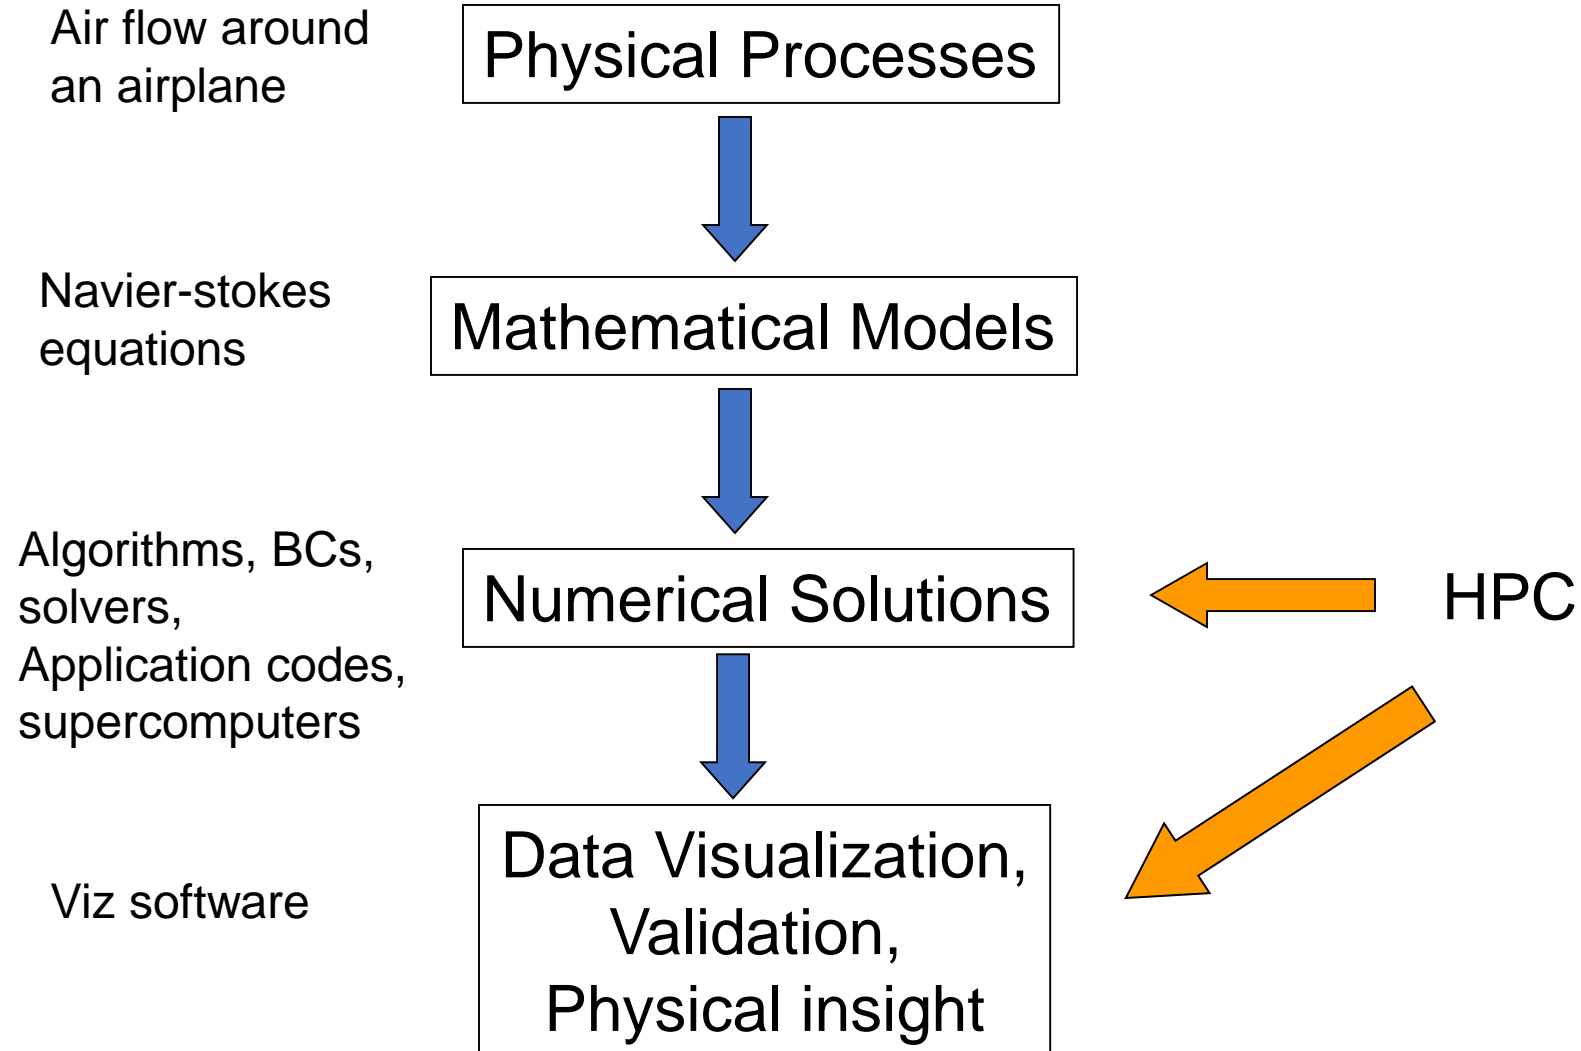 Air flow around
an airplane
Physical Processes
Navier-stokes
equations
Mathematical Models
Algorithms, BCs,
solvers,
Application codes,
supercomputers
Numerical Solutions
HPC
Viz software
Data Visualization,
Validation,
Physical insight